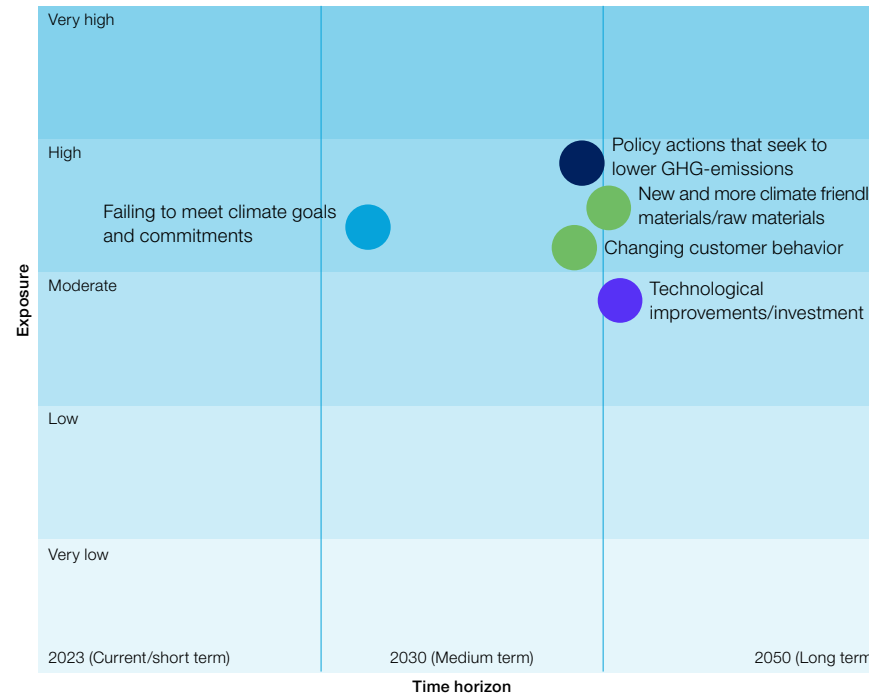 Very high
High
Policy actions that seek to
lower GHG-emissions
New and more climate friendl
materials/raw materials
Failing to meet climate goals
and commitments
Changing customer behavior
Exposure
Moderate
Technological
improvements/investment
Low
Very low
2023 (Current/short term)
2030 (Medium term)
2050 (Long term
Time horizon